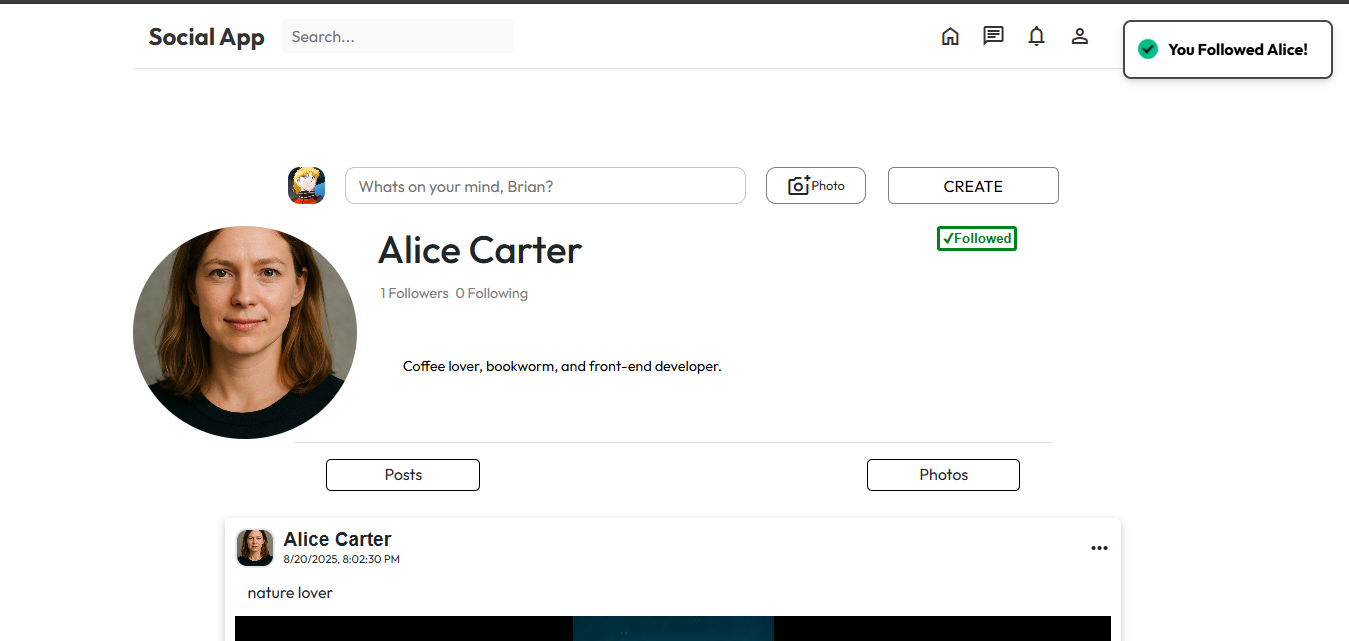 Social App
Search...
You Followed Alice!
Whats on your mind, Brian?
Photo
CREATE
Alice Carter
✓Followed
1 Followers 0 Following
Coffee lover, bookworm, and front-end developer.
Posts
Photos
Alice Carter
8/20/2025, 8:02:30 PM
nature lover